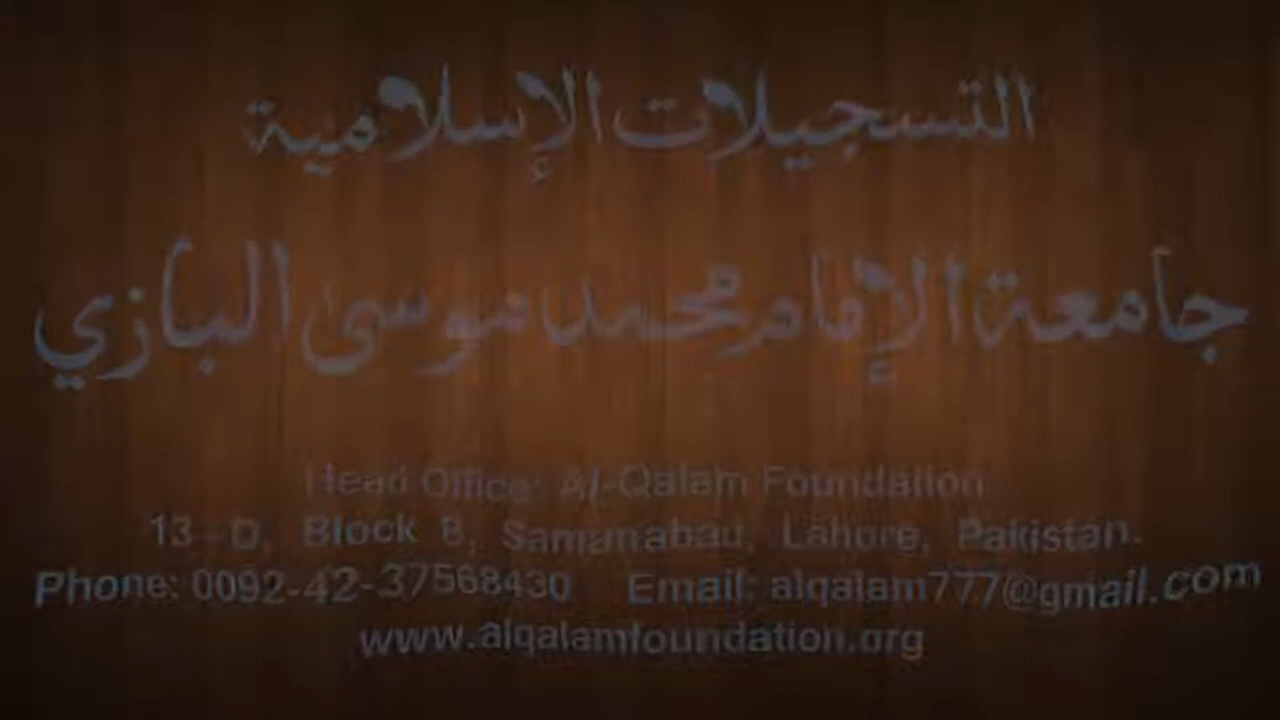 التسجيلات الإسلامية
جامعة الإمام محمد موسى البازي
Head Office: Al-Qalam Foundation
13-D, Block B, Samanabad, Lahore, Pakistan.
Phone: 0092-42-37568430 Email: alqalam777@gmail.com
www.alqalamfoundation.org